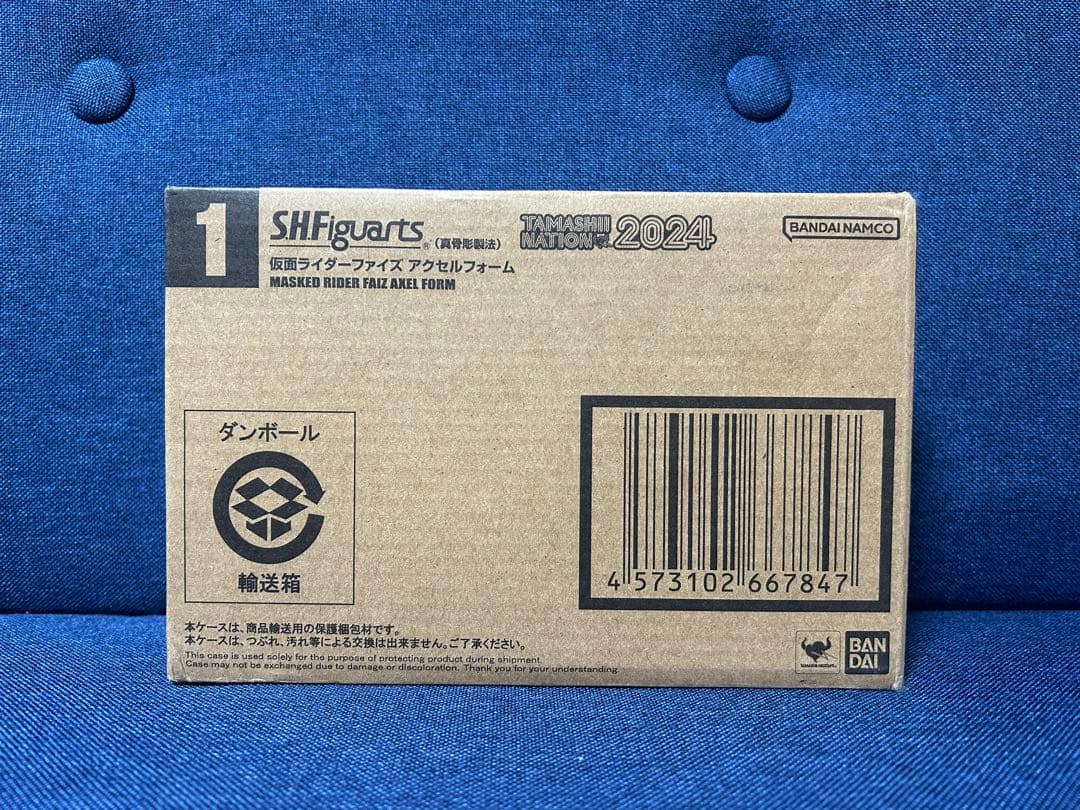 1
S.H.Figuarts (真骨彫製法)
仮面ライダーファイズ アクセルフォーム
MASKED RIDER FAIZ AXEL FORM
TAMASHII
NATION 2024
BANDAI NAMCO
ダンボール
輸送箱
4 573102 667847
本ケースは、商品輸送用の保護梱包材です。
本ケースは、つぶれ、汚れ等による交換は出来ません。ご了承ください。
This case is used solely for the purpose of protecting product during shipment.
Case may not be exchanged due to damage or discoloration. Thank you for your understanding.
BAN
DAI